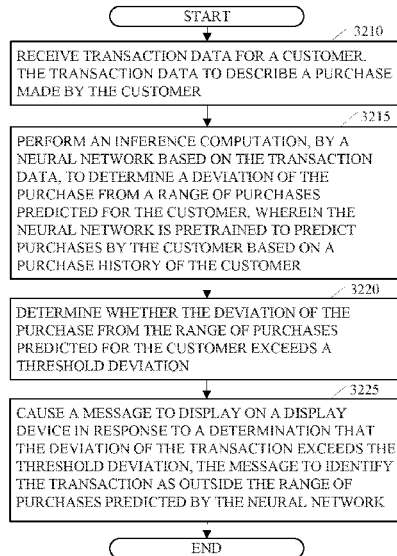 START
3210
RECEIVE TRANSACTION DATA FOR A CUSTOMER.
THE TRANSACTION DATA TO DESCRIBE A PURCHASE
MADE BY THE CUSTOMER
3215
PERFORM AN INFERENCE COMPUTATION, BY A
NEURAL NETWORK BASED ON THE TRANSACTION
DATA, TO DETERMINE A DEVIATION OF THE
PURCHASE FROM A RANGE OF PURCHASES
PREDICTED FOR THE CUSTOMER, WHEREIN THE
NEURAL NETWORK IS PRETRAINED TO PREDICT
PURCHASES BY THE CUSTOMER BASED ON A
PURCHASE HISTORY OF THE CUSTOMER
3220
DETERMINE WHETHER THE DEVIATION OF THE
PURCHASE FROM THE RANGE OF PURCHASES
PREDICTED FOR THE CUSTOMER EXCEEDS A
THRESHOLD DEVIATION
3225
CAUSE A MESSAGE TO DISPLAY ON A DISPLAY
DEVICE IN RESPONSE TO A DETERMINATION THAT
THE DEVIATION OF THE TRANSACTION EXCEEDS THE
THRESHOLD DEVIATION, THE MESSAGE TO IDENTIFY
THE TRANSACTION AS OUTSIDE THE RANGE OF
PURCHASES PREDICTED BY THE NEURAL NETWORK
END